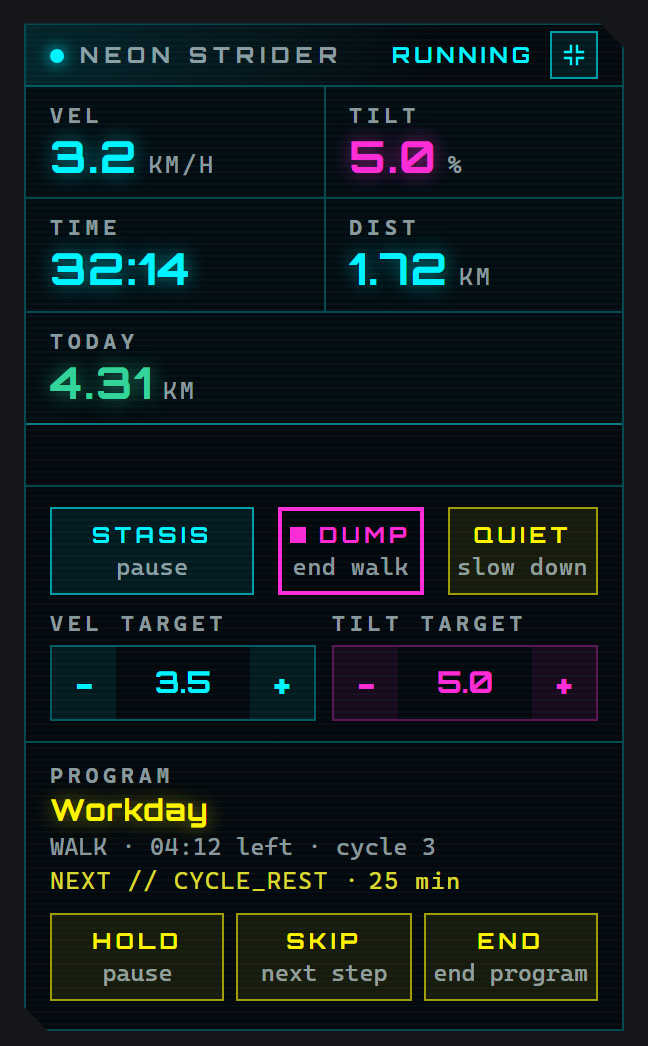 NEON STRIDER RUNNING
VEL
3.2 KM/H
TILT
5.0 %
TIME
32:14
DIST
1.72 KM
TODAY
4.31 KM
STASIS
pause
DUMP
end walk
QUIET
slow down
VEL TARGET
- 3.5 +
TILT TARGET
- 5.0 +
PROGRAM
Workday
WALK · 04:12 left · cycle 3
NEXT // CYCLE_REST · 25 min
HOLD
pause
SKIP
next step
END
end program